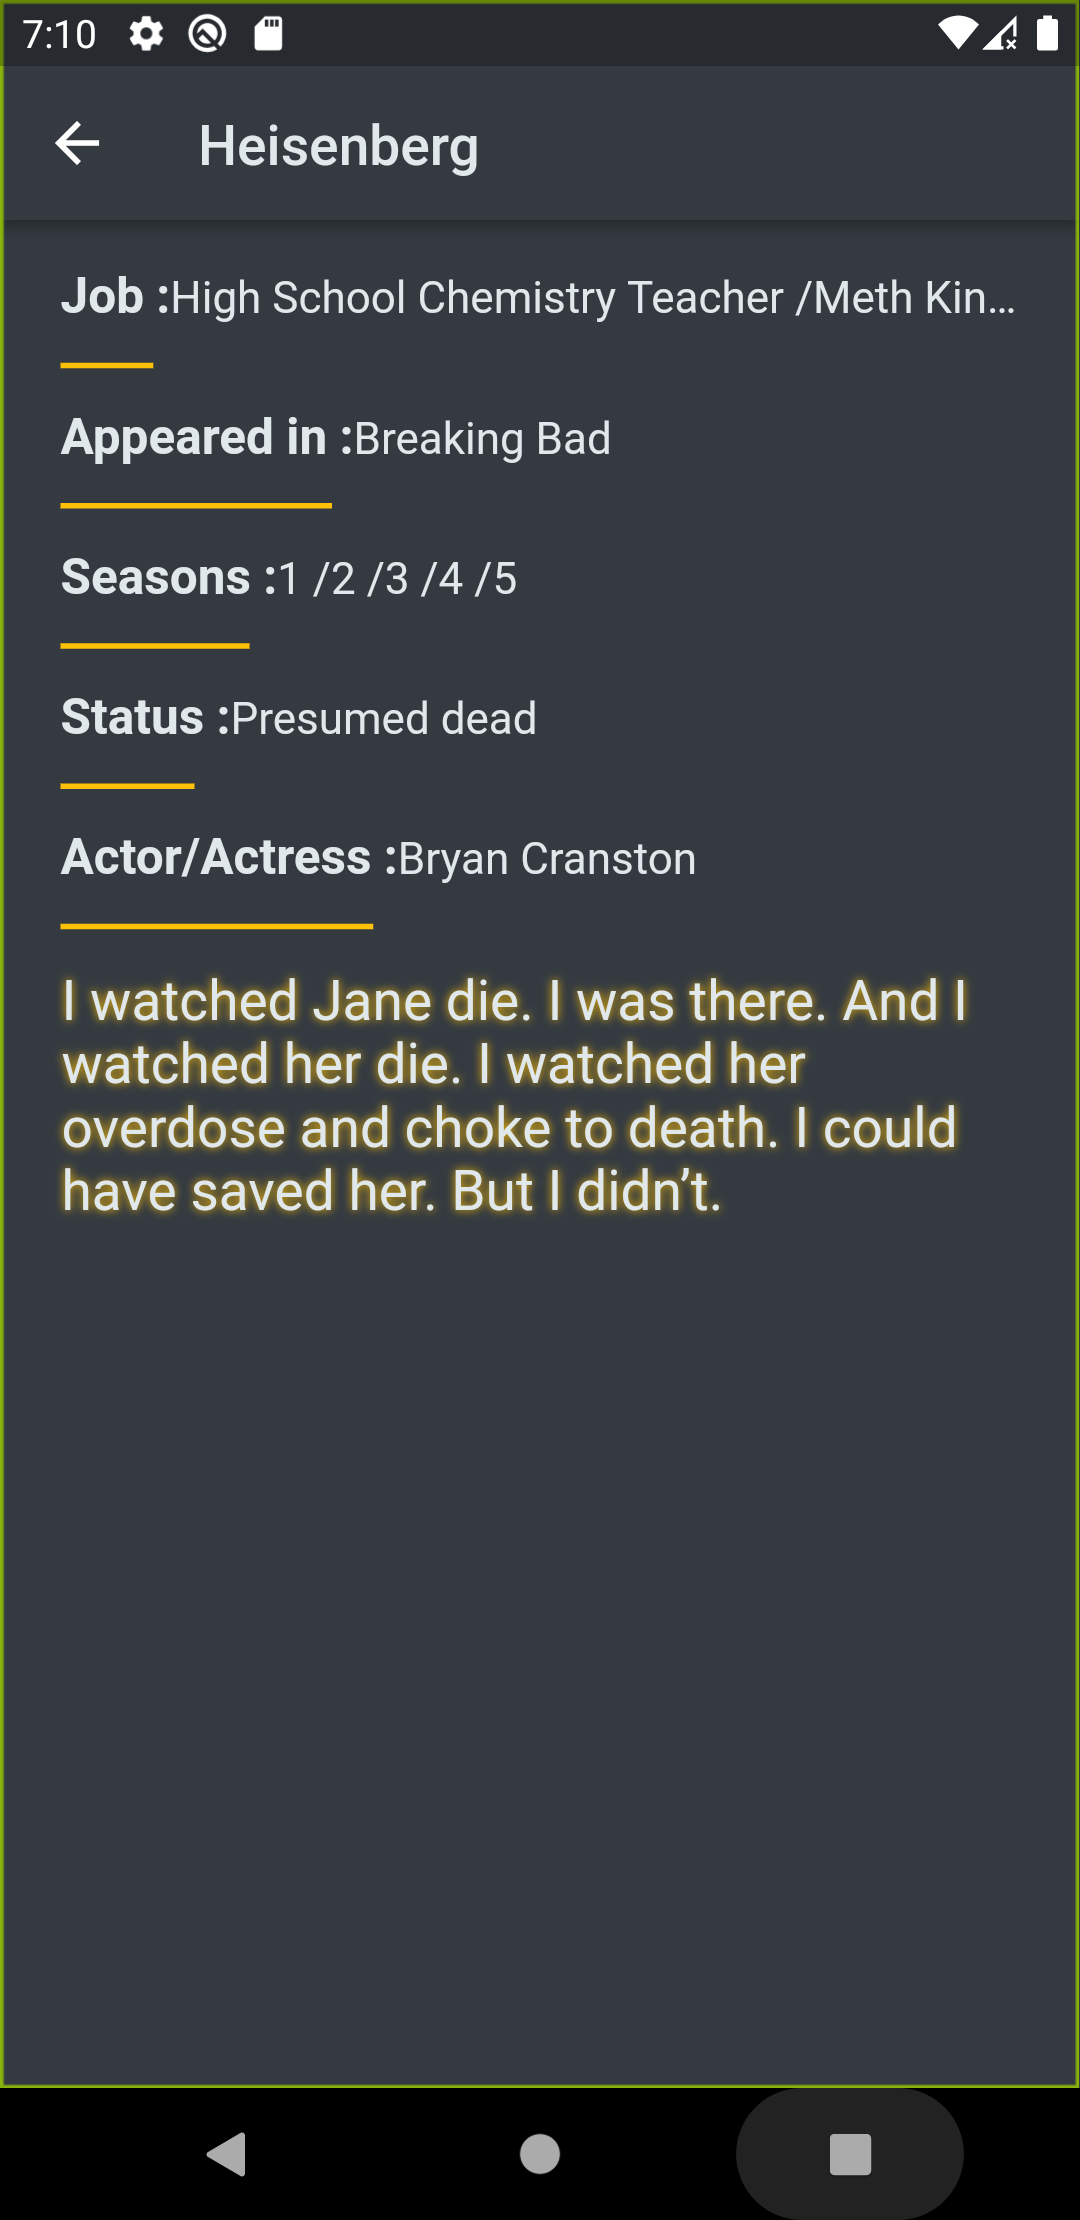 7:10
Heisenberg
Job :High School Chemistry Teacher /Meth Kin...
Appeared in :Breaking Bad
Seasons :1 /2 /3 /4 /5
Status :Presumed dead
Actor/Actress :Bryan Cranston
I watched Jane die. I was there. And I
watched her die. I watched her
overdose and choke to death. I could
have saved her. But I didn’t.